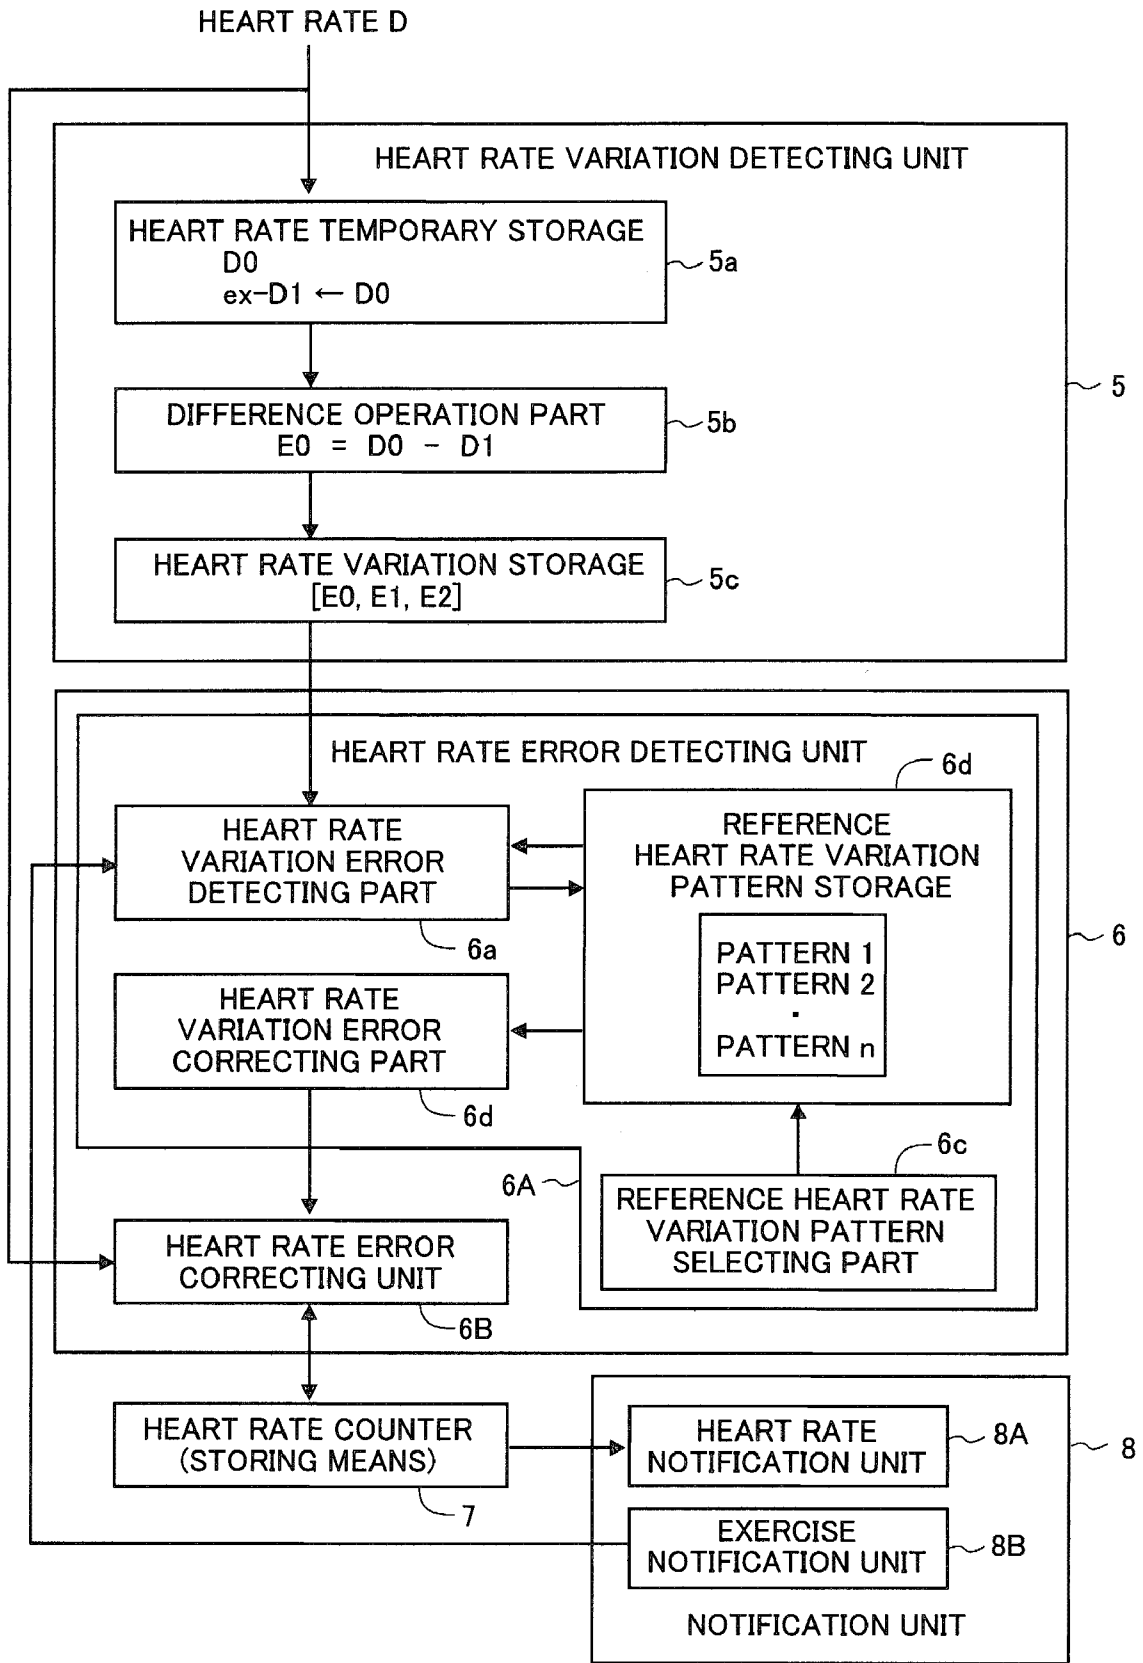 HEART RATE D
HEART RATE VARIATION DETECTING UNIT
HEART RATE TEMPORARY STORAGE
D0
ex-D1 ← D0
5a
DIFFERENCE OPERATION PART
E0 = D0 - D1
5b
5
HEART RATE VARIATION STORAGE
[E0, E1, E2]
5c
HEART RATE ERROR DETECTING UNIT
6d
HEART RATE
VARIATION ERROR
DETECTING PART
6a
REFERENCE
HEART RATE VARIATION
PATTERN STORAGE
PATTERN 1
PATTERN 2
.
PATTERN n
6
HEART RATE
VARIATION ERROR
CORRECTING PART
6d
6c
6A
REFERENCE HEART RATE
VARIATION PATTERN
SELECTING PART
HEART RATE ERROR
CORRECTING UNIT
6B
HEART RATE COUNTER
(STORING MEANS)
7
HEART RATE
NOTIFICATION UNIT
8A
8
EXERCISE
NOTIFICATION UNIT
8B
NOTIFICATION UNIT